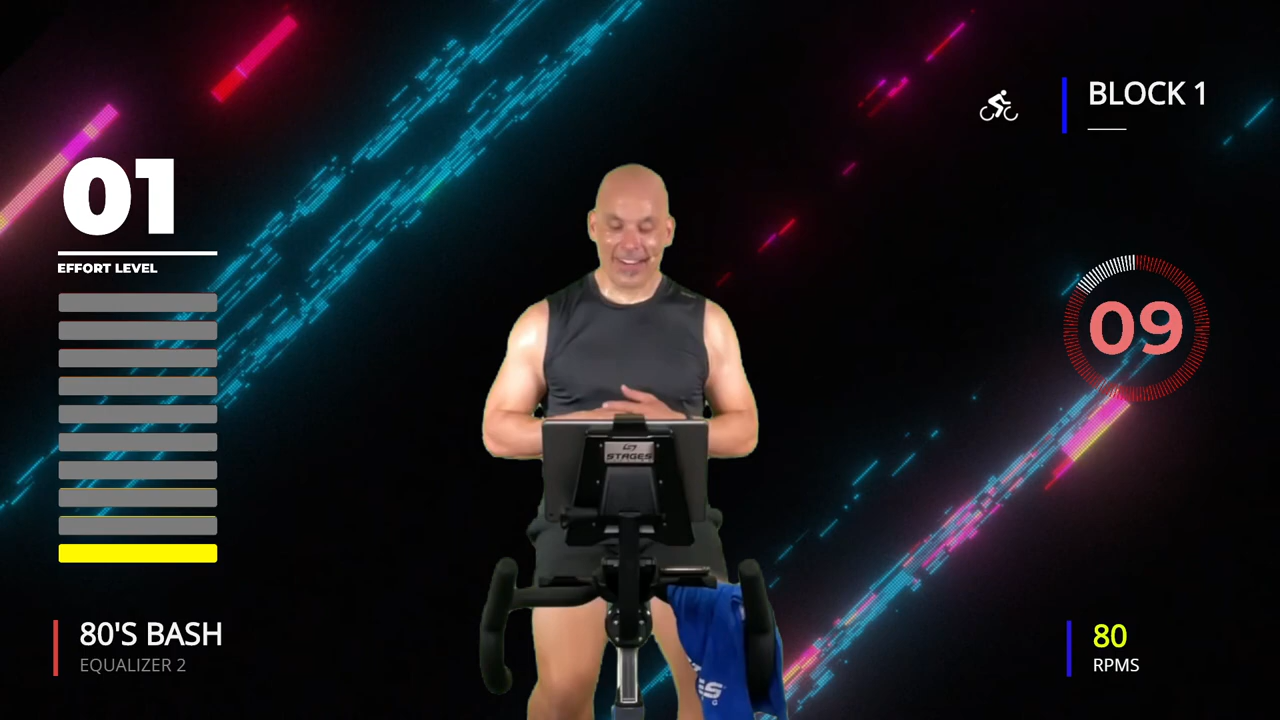 BLOCK 1
01
EFFORT LEVEL
09
STAGES
80'S BASH
EQUALIZER 2
80
RPMS